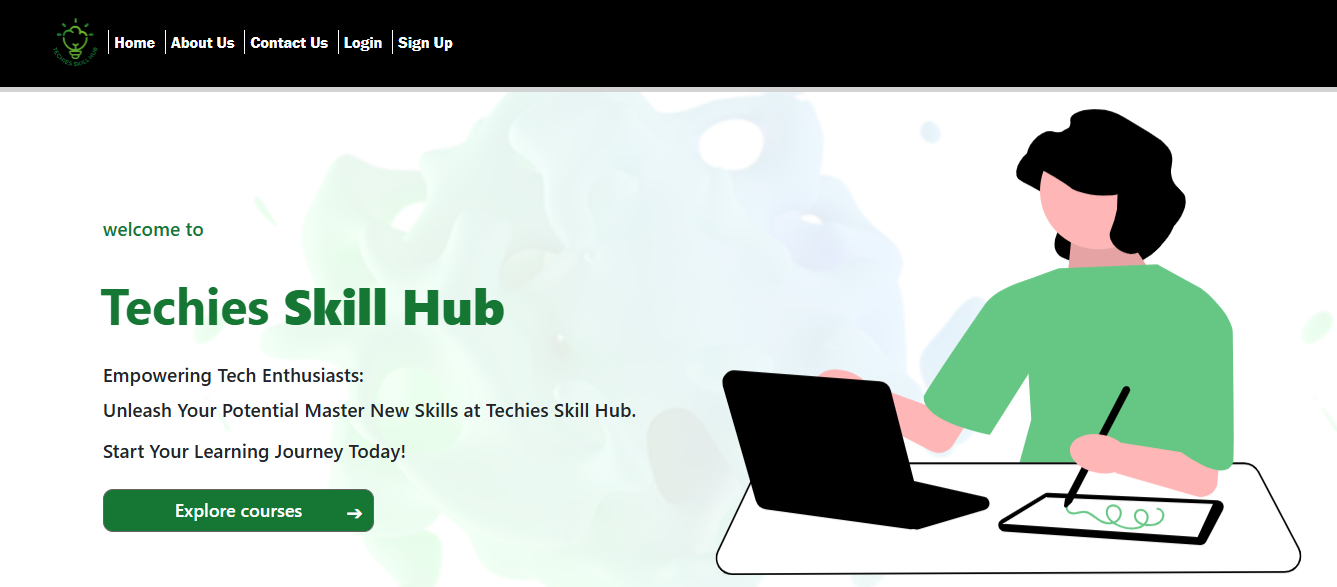 TECHIES SKILL HUB
Home About Us Contact Us Login Sign Up
welcome to
Techies Skill Hub
Empowering Tech Enthusiasts:
Unleash Your Potential Master New Skills at Techies Skill Hub.
Start Your Learning Journey Today!
Explore courses ➔